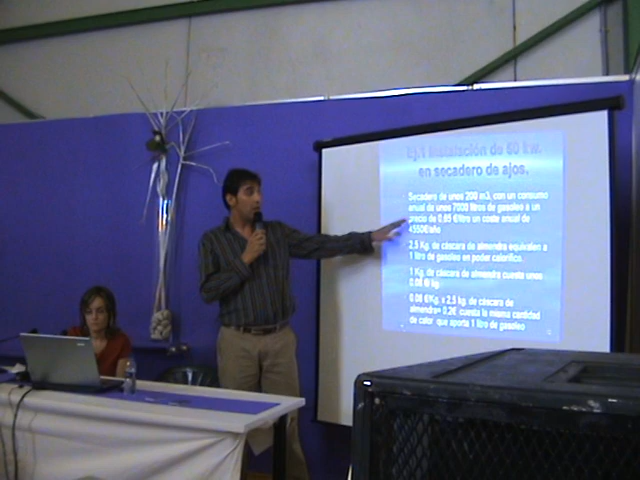 Ej.1 Instalación de 60 kw.
en secadero de ajos.
Secadero de unos 200 m3, con un consumo
anual de unos 7000 litros de gasoleo a un
precio de 0,65 €/litro un coste anual de
4550€/año
2.5 Kg. de cáscara de almendra equivalen a
1 litro de gasoleo en poder calorífico.
1 Kg. de cáscara de almendra cuesta unos
0.08 €/ kg.
0.08 €/Kg. x 2.5 kg. de cáscara de
almendra= 0.2€ cuesta la misma cantidad
de calor que aporta 1 litro de gasoleo